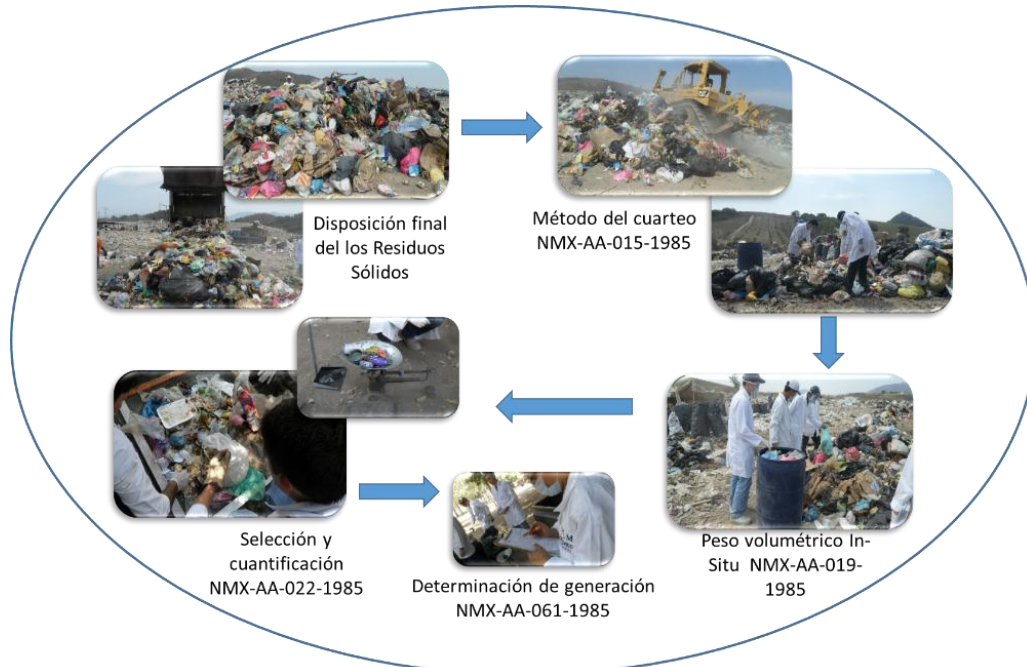 Disposición final
del los Residuos
Sólidos
Método del cuarteo
NMX-AA-015-1985
Peso volumétrico In-
Situ NMX-AA-019-
1985
Selección y
cuantificación
NMX-AA-022-1985
Determinación de generación
NMX-AA-061-1985